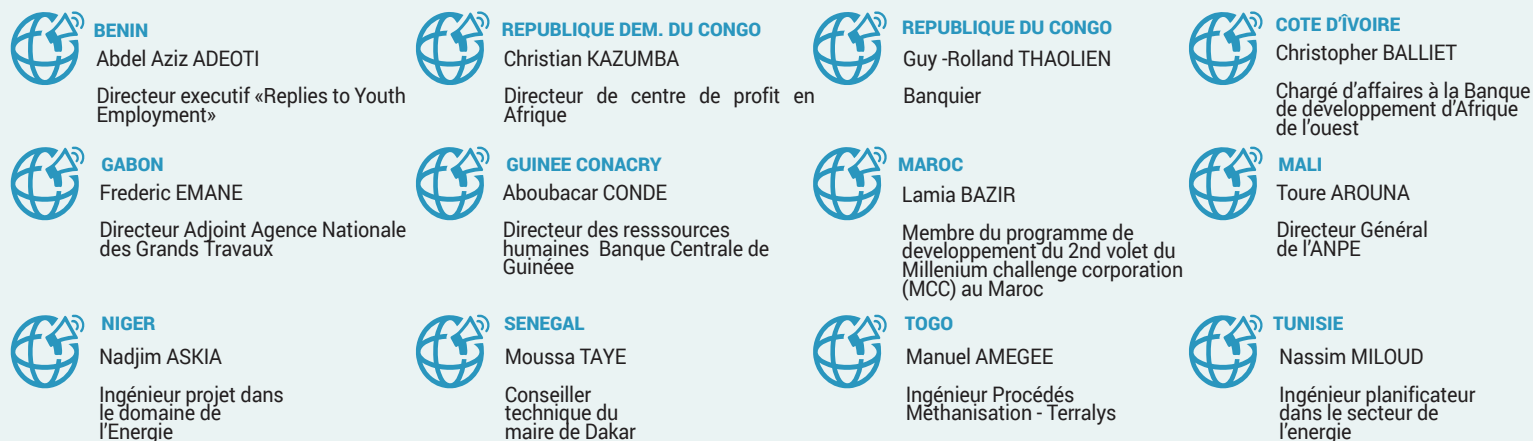 BENIN
Abdel Aziz ADEOTI
Directeur executif «Replies to Youth
Employment»
REPUBLIQUE DEM. DU CONGO
Christian KAZUMBA
Directeur de centre de profit en
Afrique
REPUBLIQUE DU CONGO
Guy -Rolland THAOLIEN
Banquier
COTE D'ÎVOIRE
Christopher BALLIET
Chargé d'affaires à la Banque
de développement d'Afrique
de l'ouest
GABON
Frederic EMANE
Directeur Adjoint Agence Nationale
des Grands Travaux
GUINEE CONACRY
Aboubacar CONDE
Directeur des resssources
humaines Banque Centrale de
Guinéee
MAROC
Lamia BAZIR
Membre du programme de
developpement du 2nd volet du
Millenium challenge corporation
(MCC) au Maroc
MALI
Toure AROUNA
Directeur Général
de l'ANPE
NIGER
Nadjim ASKIA
Ingénieur projet dans
le domaine de
l'Energie
SENEGAL
Moussa TAYE
Conseiller
technique du
maire de Dakar
TOGO
Manuel AMEGEE
Ingénieur Procédés
Méthanisation - Terralys
TUNISIE
Nassim MILOUD
Ingénieur planificateur
dans le secteur de
l'energie